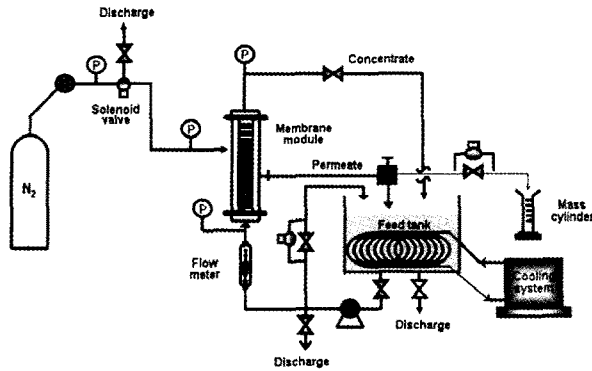 Discharge
P
P
Concentrate
Solenoid
valve
P
Membrane
module
Permeate
N2
P
Feed tank
Mass
cylinder
Flow
meter
Cooling
system
Discharge
Discharge